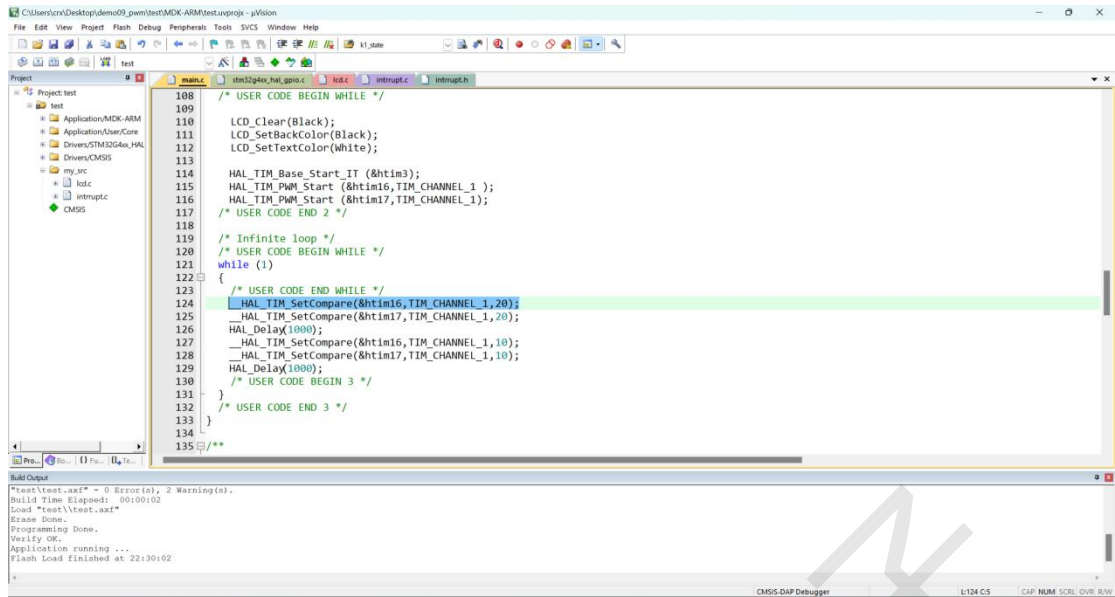 C:\Users\crx\Desktop\demo09_pwm\test\MDK-ARM\test.uvprojx - µVision
File Edit View Project Flash Debug Peripherals Tools SVCS Window Help
k1_state
test
Project
main.c stm32g4xx_hal_gpio.c lcd.c intrrupt.c intrrupt.h
Project: test
test
Application/MDK-ARM
Application/User/Core
Drivers/STM32G4xx_HAL
Drivers/CMSIS
my_src
lcd.c
intrrupt.c
CMSIS
108 /* USER CODE BEGIN WHILE */
109
110 LCD_Clear(Black);
111 LCD_SetBackColor(Black);
112 LCD_SetTextColor(White);
113
114 HAL_TIM_Base_Start_IT (&htim3);
115 HAL_TIM_PWM_Start (&htim16,TIM_CHANNEL_1 );
116 HAL_TIM_PWM_Start (&htim17,TIM_CHANNEL_1);
117 /* USER CODE END 2 */
118
119 /* Infinite loop */
120 /* USER CODE BEGIN WHILE */
121 while (1)
122 {
123 /* USER CODE END WHILE */
124 __HAL_TIM_SetCompare(&htim16,TIM_CHANNEL_1,20);
125 __HAL_TIM_SetCompare(&htim17,TIM_CHANNEL_1,20);
126 HAL_Delay(1000);
127 __HAL_TIM_SetCompare(&htim16,TIM_CHANNEL_1,10);
128 __HAL_TIM_SetCompare(&htim17,TIM_CHANNEL_1,10);
129 HAL_Delay(1000);
130 /* USER CODE BEGIN 3 */
131 }
132 /* USER CODE END 3 */
133 }
134
135 /**
Pro... Bo... {} Fu... Te...
Build Output
"test\test.axf" - 0 Error(s), 2 Warning(s).
Build Time Elapsed: 00:00:02
Load "test\\test.axf"
Erase Done.
Programming Done.
Verify OK.
Application running ...
Flash Load finished at 22:30:02
CMSIS-DAP Debugger L:124 C:5 CAP NUM SCRL OVR R/W